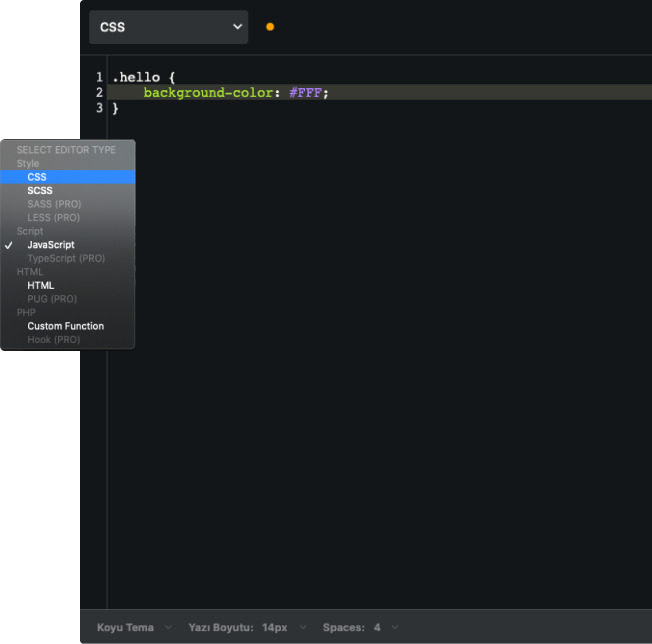 CSS
1 .hello {
2 background-color: #FFF;
3 }
SELECT EDITOR TYPE
Style
CSS
SCSS
SASS (PRO)
LESS (PRO)
Script
✓ JavaScript
TypeScript (PRO)
HTML
HTML
PUG (PRO)
PHP
Custom Function
Hook (PRO)
Koyu Tema Yazı Boyutu: 14px Spaces: 4